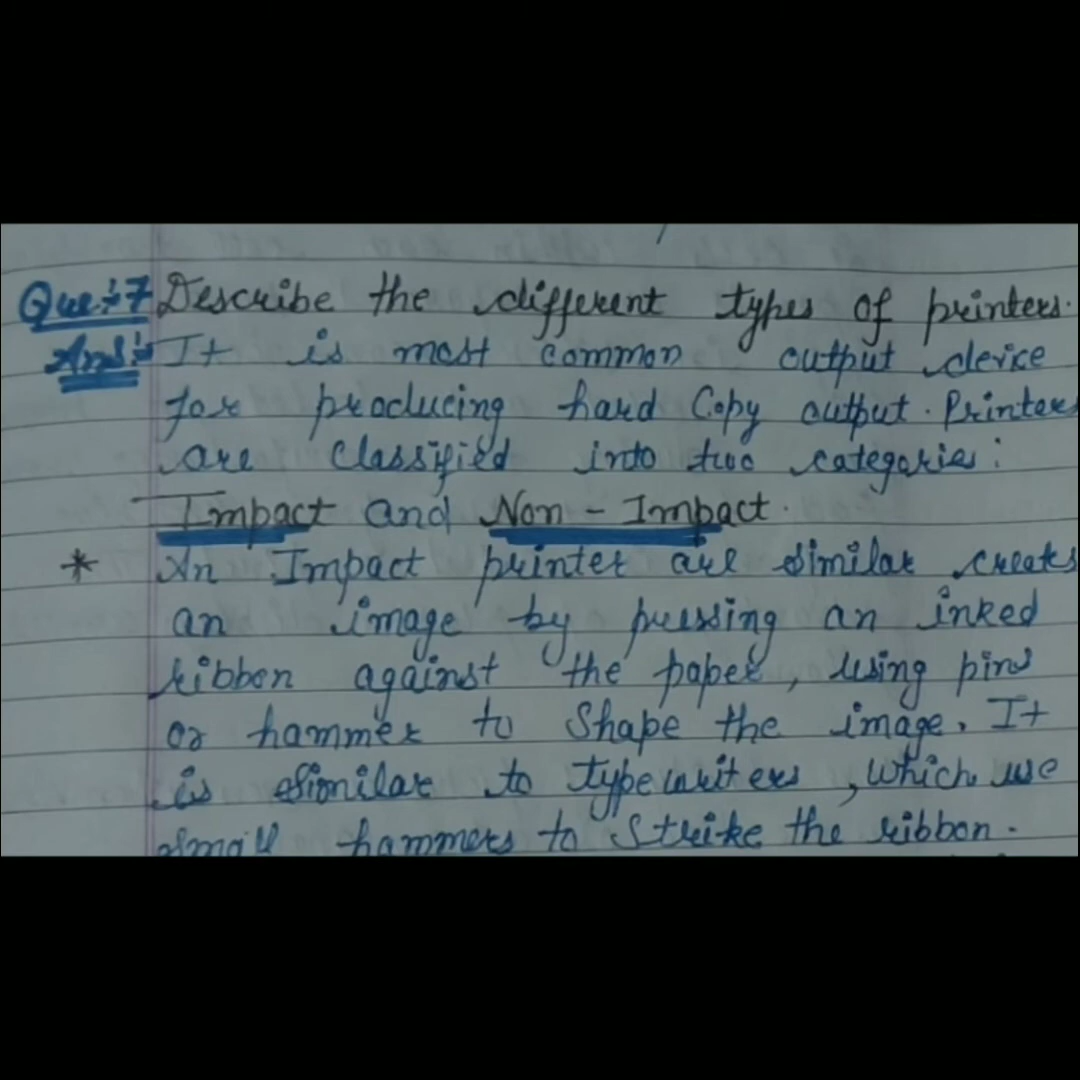 Que:-7 Describe the different types of printers.
Ans:- It is most common output device
for producing hard Copy output. Printers
are classified into two categories:
Impact and Non - Impact.
* An Impact printer are similar creats
an image by pressing an inked
ribbon against the paper, using pins
or hammer to Shape the image. It
is similar to typewriters, which use
small hammers to Strike the ribbon.